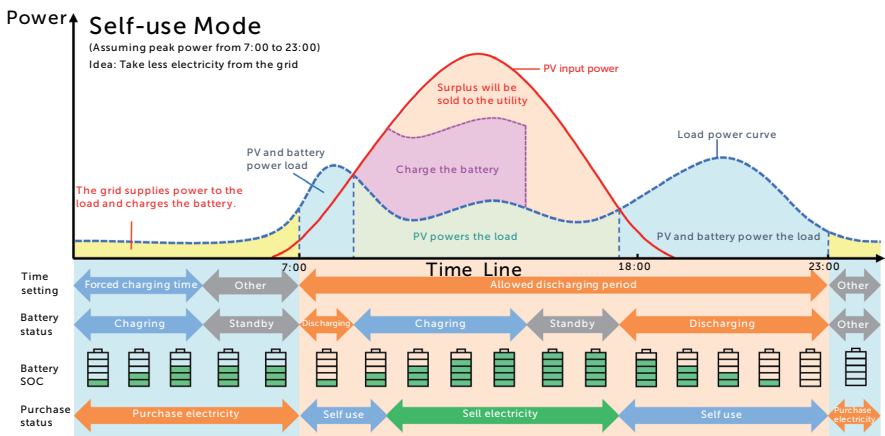 Power
Self-use Mode
(Assuming peak power from 7:00 to 23:00)
Idea: Take less electricity from the grid
PV input power
Surplus will be
sold to the utility
Load power curve
PV and battery
power load
Charge the battery
The grid supplies power to the
load and charges the battery.
PV powers the load
PV and battery power the load
7:00
Time Line
18:00
23:00
Time
setting
Forced charging time
Other
Allowed discharging period
Other
Battery
status
Chagring
Standby
Discharging
Chagring
Standby
Discharging
Other
Battery
SOC
Purchase
status
Purchase electricity
Self use
Sell electricity
Self use
Purchase
electricity